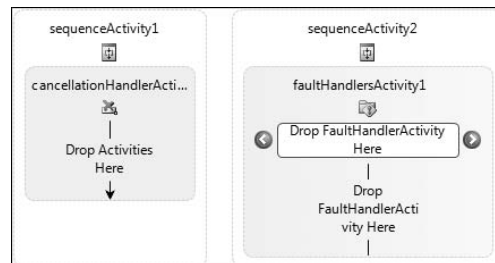 sequenceActivity1
cancellationHandlerActi...
Drop Activities
Here
sequenceActivity2
faultHandlersActivity1
Drop FaultHandlerActivity
Here
Drop
FaultHandlerActi
vity Here